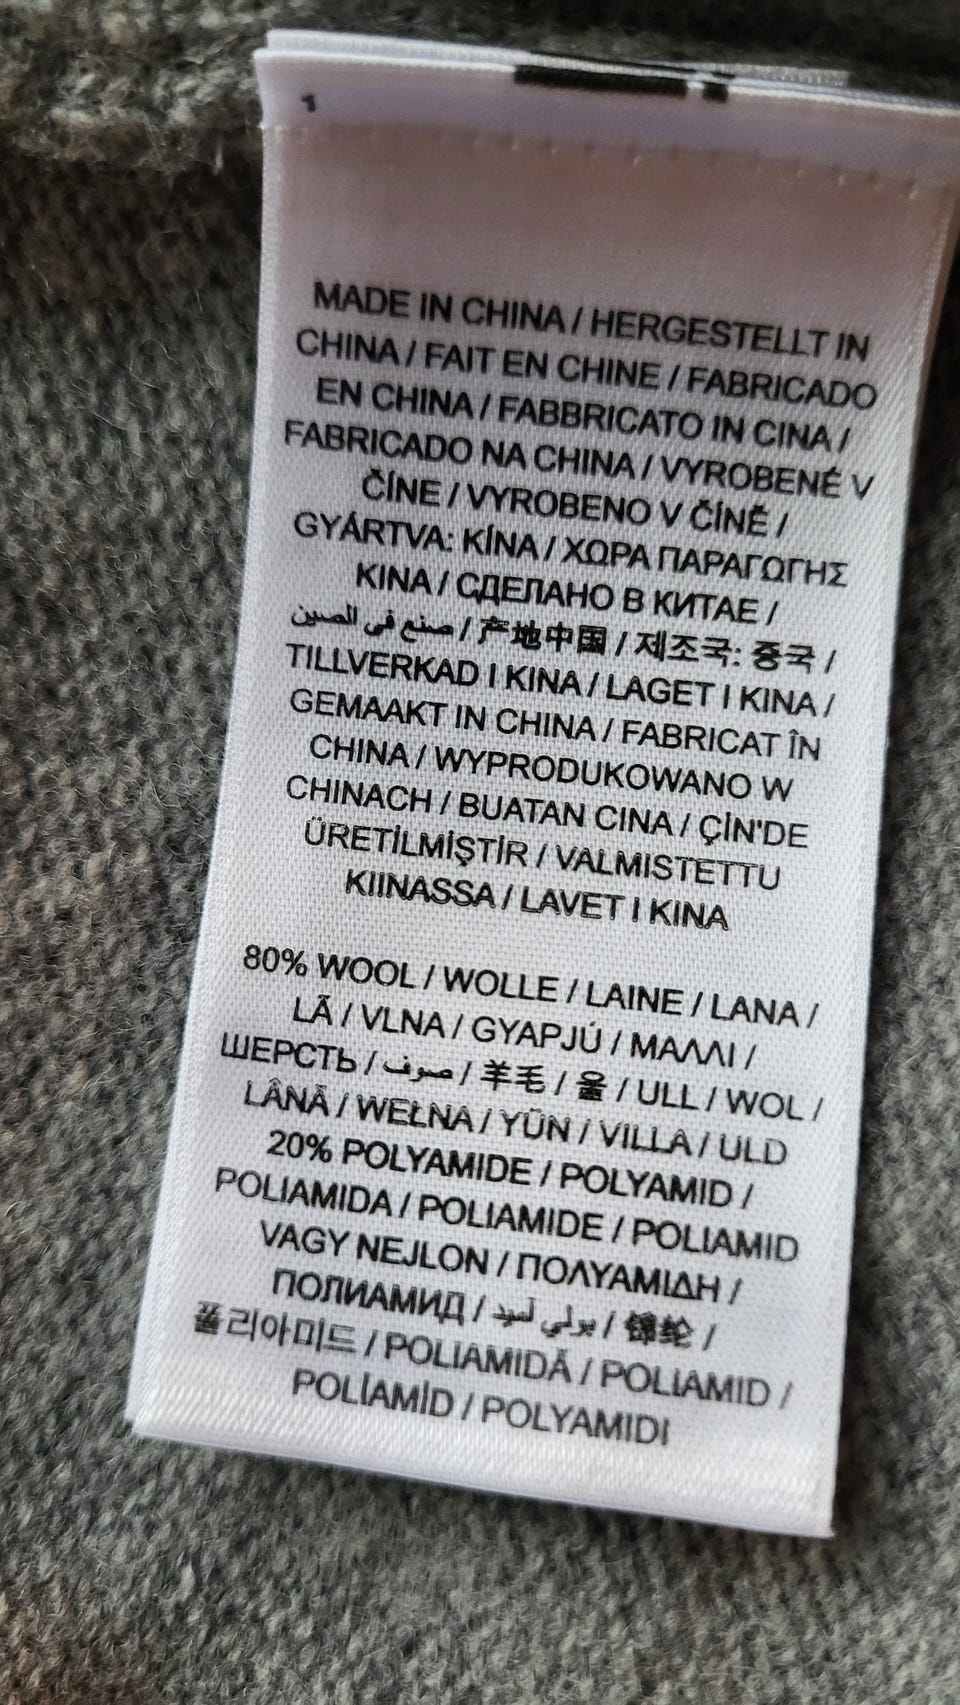 1
MADE IN CHINA / HERGESTELLT IN
CHINA / FAIT EN CHINE / FABRICADO
EN CHINA / FABBRICATO IN CINA /
FABRICADO NA CHINA / VYROBENÉ V
ČÍNE / VYROBENO V ČÍNĚ /
GYÁRTVA: KÍNA / ΧΩΡΑ ΠΑΡΑΓΩΓΗΣ
ΚΙΝΑ / СДЕЛАНО В КИТАЕ /
صنع في الصين / 产地中国 / 제조국: 중국 /
TILLVERKAD I KINA / LAGET I KINA /
GEMAAKT IN CHINA / FABRICAT ÎN
CHINA / WYPRODUKOWANO W
CHINACH / BUATAN CINA / ÇİN'DE
ÜRETİLMİŞTİR / VALMISTETTU
KIINASSA / LAVET I KINA
80% WOOL / WOLLE / LAINE / LANA /
LÃ / VLNA / GYAPJÚ / ΜΑΛΛΙ /
ШЕРСТЬ / صوف / 羊毛 / 울 / ULL / WOL /
LÂNĂ / WEŁNA / YÜN / VILLA / ULD
20% POLYAMIDE / POLYAMID /
POLIAMIDA / POLIAMIDE / POLIAMID
VAGY NEJLON / ΠΟΛΥΑΜΙΔΗ /
ПОЛИАМИД / بولي أميد / 锦纶 /
폴리아미드 / POLIAMIDĂ / POLIAMID /
POLİAMİD / POLYAMIDI